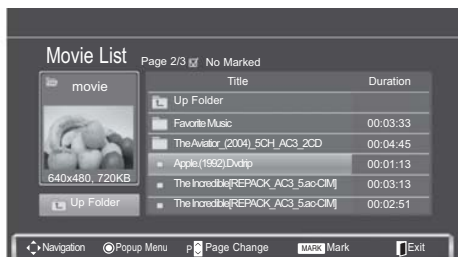 Movie List Page 2/3 No Marked
movie
Title Duration
Up Folder
Favorite Music 00:03:33
The Aviatior_(2004)_5CH_AC3_2CD 00:04:45
Apple.(1992).Dvdrip 00:01:13
640x480, 720KB
The Incredible[REPACK_AC3_5.ac-CIM] 00:03:13
Up Folder
The Incredible[REPACK_AC3_5.ac-CIM] 00:02:51
Navigation Popup Menu P Page Change MARK Mark Exit